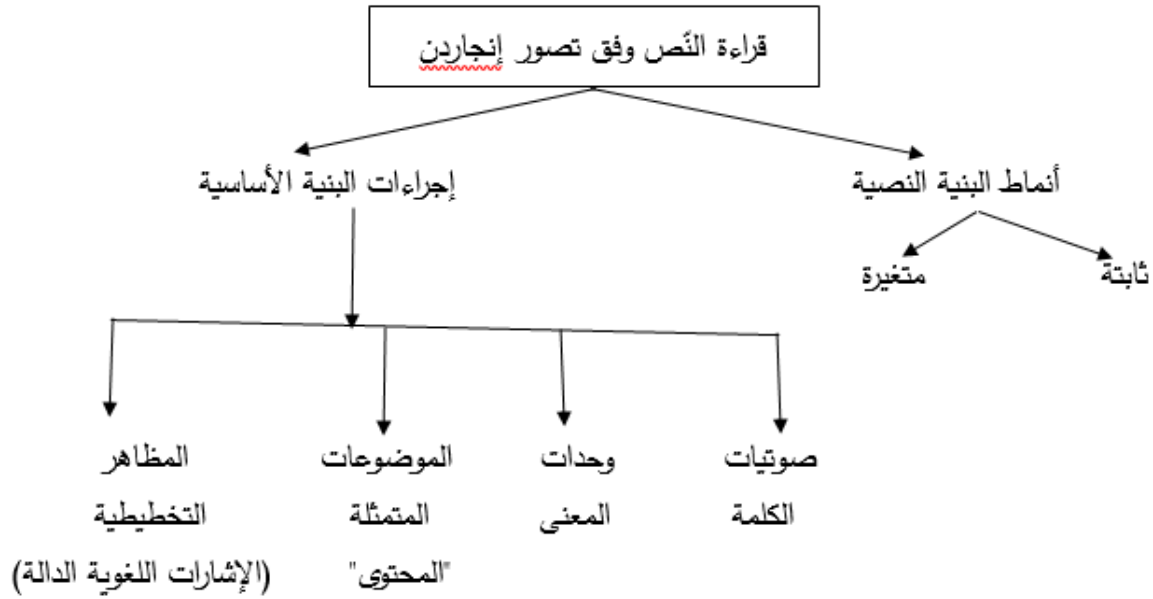 قراءة النّص وفق تصور إنجاردن
أنماط البنية النصية
إجراءات البنية الأساسية
ثابتة
متغيرة
صوتيات
الكلمة
وحدات
المعنى
الموضوعات
المتمثلة
"المحتوى"
المظاهر
التخطيطية
(الإشارات اللغوية الدالة)